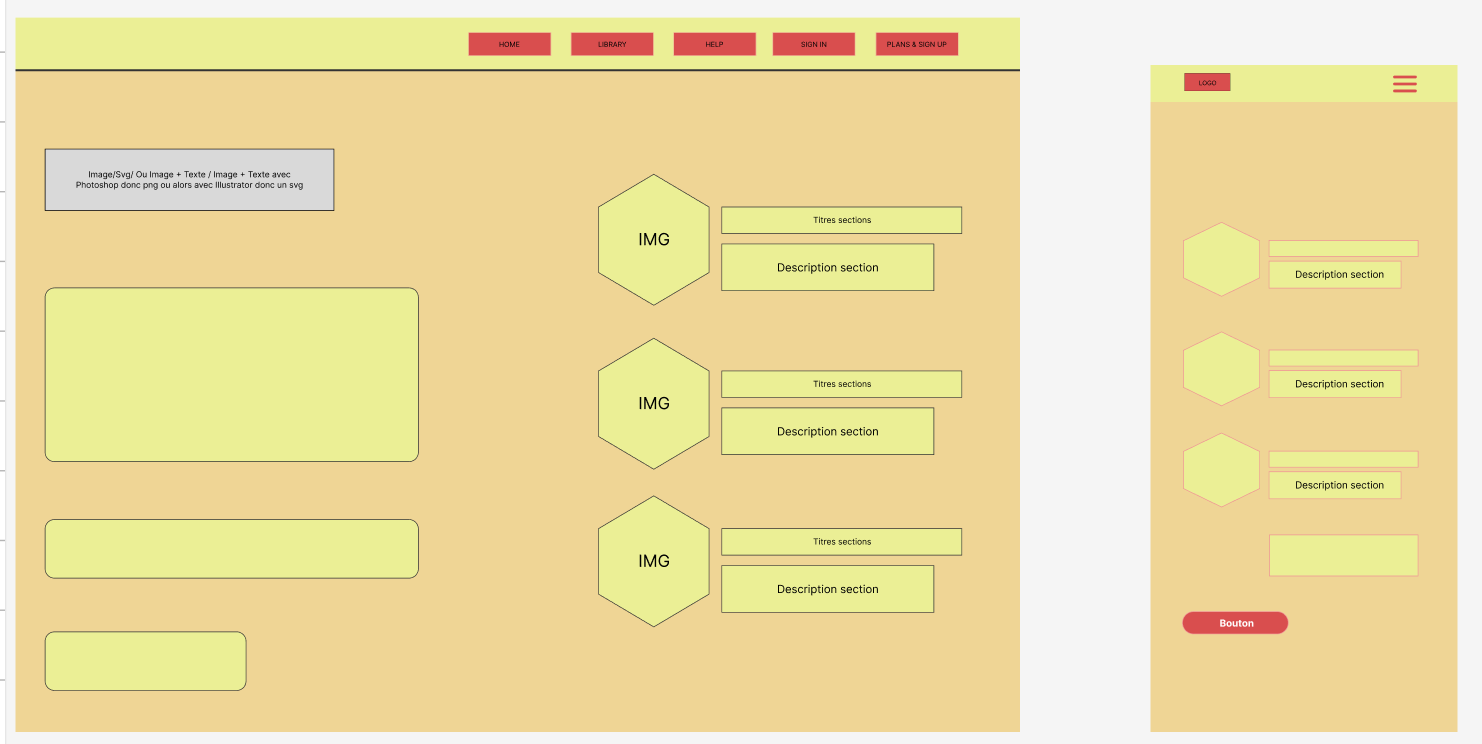 HOME
LIBRARY
HELP
SIGN IN
PLANS & SIGN UP
Image/Svg/ Ou Image + Texte / Image + Texte avec
Photoshop donc png ou alors avec Illustrator donc un svg
IMG
Titres sections
Description section
IMG
Titres sections
Description section
IMG
Titres sections
Description section
LOGO
Description section
Description section
Description section
Bouton